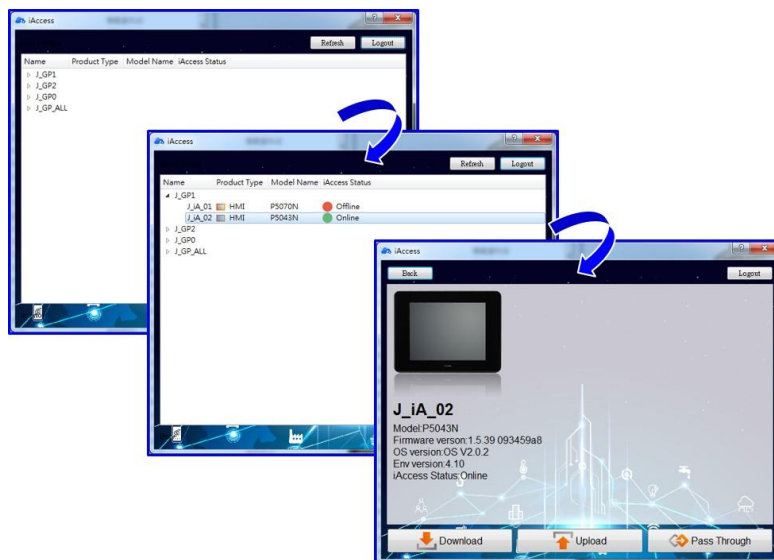 iAccess
Refresh Logout
Name Product Type Model Name iAccess Status
J_GP1
J_GP2
J_GP0
J_GP_ALL
iAccess
Refresh Logout
Name Product Type Model Name iAccess Status
J_GP1
J_iA_01 HMI P5070N Offline
J_iA_02 HMI P5043N Online
J_GP2
J_GP0
J_GP_ALL
iAccess
Back Logout
J_iA_02
Model:P5043N
Firmware verson:1.5.39 093459a8
OS version:OS V2.0.2
Env version:4.10
iAccess Status:Online
Download Upload Pass Through